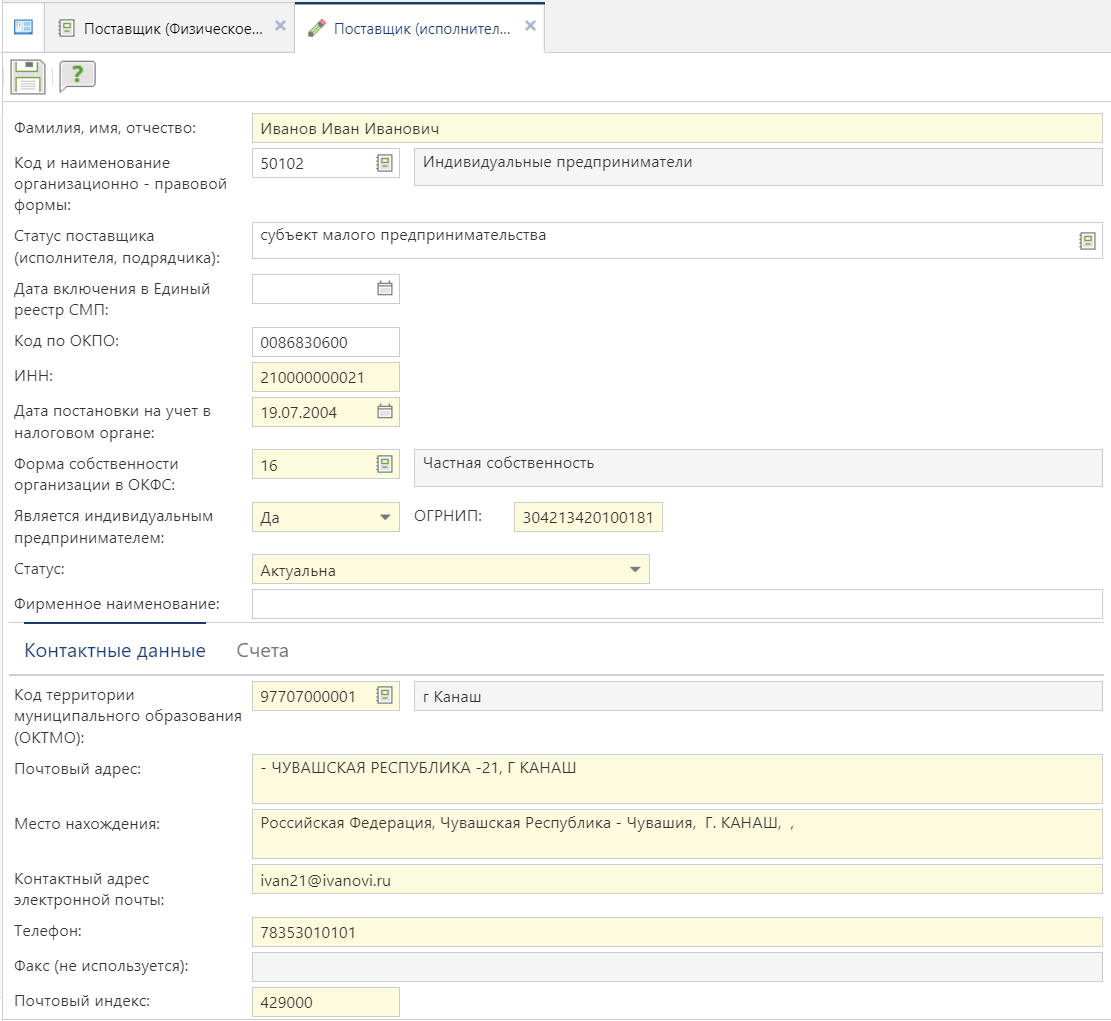 Поставщик (Физическое...
Поставщик (исполнител...
?
Фамилия, имя, отчество:
Иванов Иван Иванович
Код и наименование
организационно - правовой
формы:
50102
Индивидуальные предприниматели
Статус поставщика
(исполнителя, подрядчика):
субъект малого предпринимательства
Дата включения в Единый
реестр СМП:
Код по ОКПО:
0086830600
ИНН:
210000000021
Дата постановки на учет в
налоговом органе:
19.07.2004
Форма собственности
организации в ОКФС:
16
Частная собственность
Является индивидуальным
предпринимателем:
Да
ОГРНИП:
304213420100181
Статус:
Актуальна
Фирменное наименование:
Контактные данные
Счета
Код территории
муниципального образования
(ОКТМО):
97707000001
г Канаш
Почтовый адрес:
- ЧУВАШСКАЯ РЕСПУБЛИКА -21, Г КАНАШ
Место нахождения:
Российская Федерация, Чувашская Республика - Чувашия,  Г. КАНАШ,  ,
Контактный адрес
электронной почты:
ivan21@ivanovi.ru
Телефон:
78353010101
Факс (не используется):
Почтовый индекс:
429000